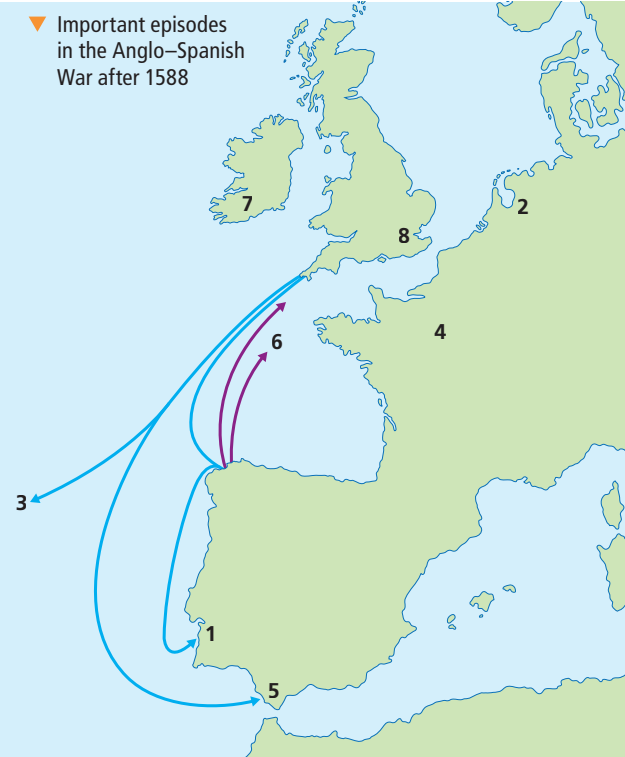 Important episodes
in the Anglo–Spanish
War after 1588
7
2
8
4
6
3
1
5